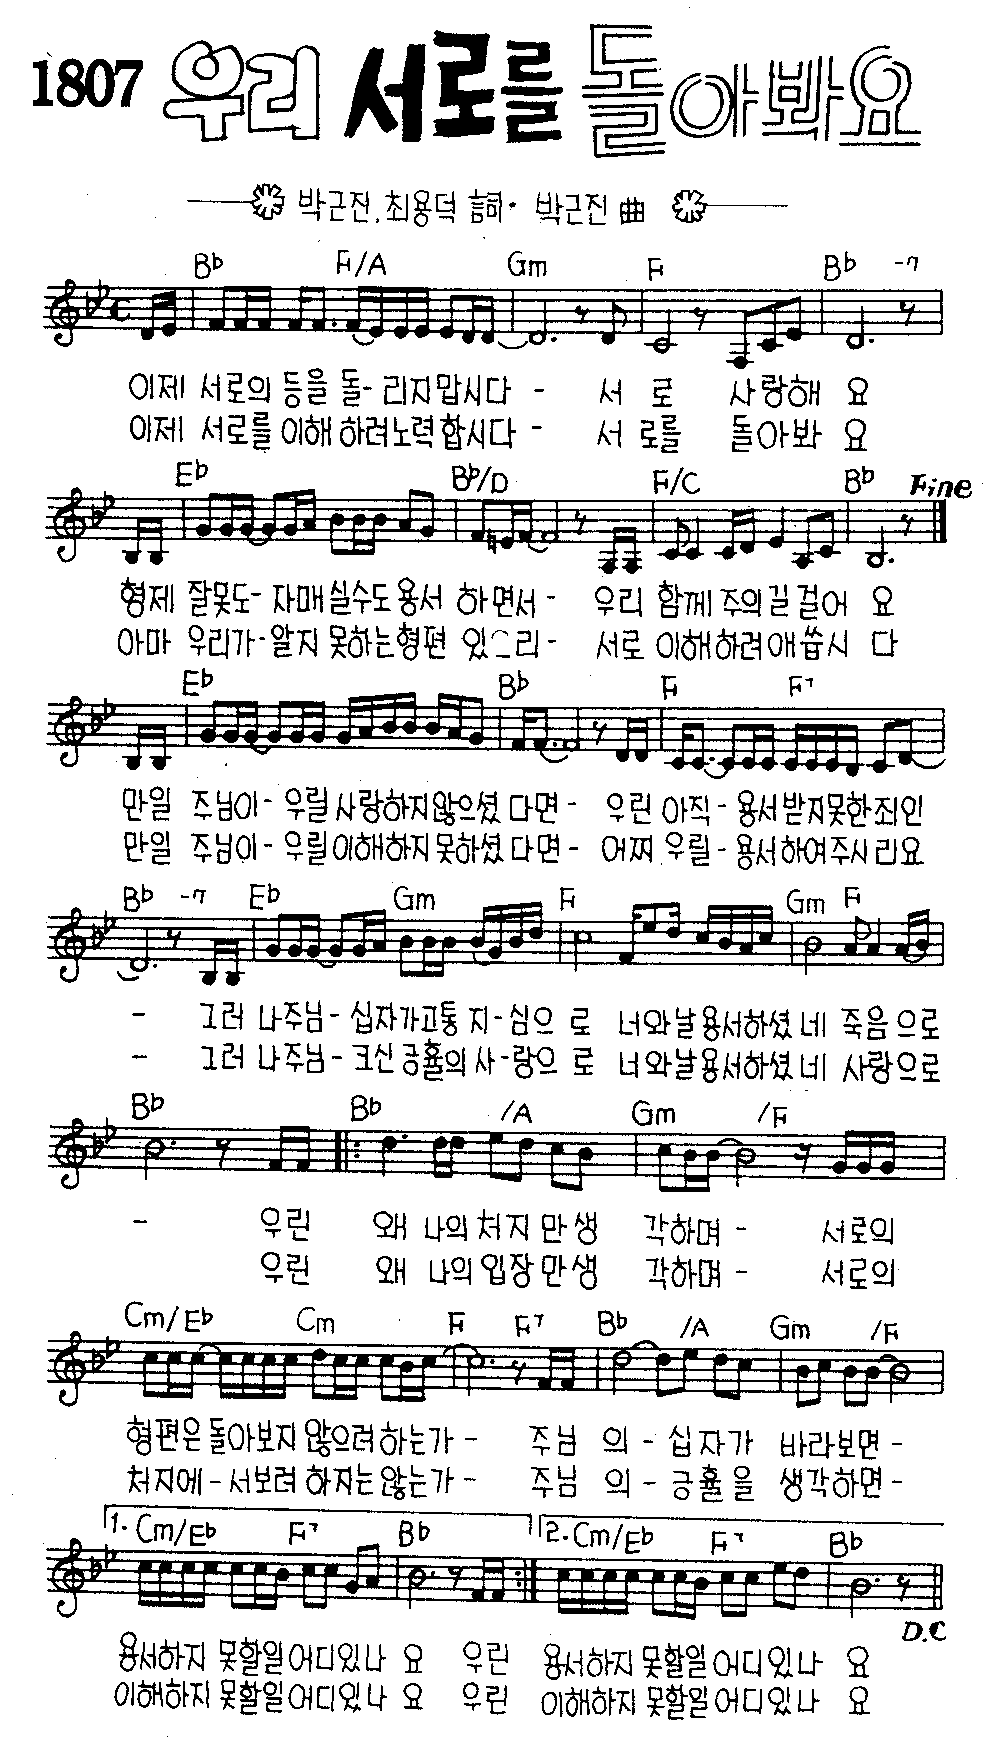 1807 우리 서로를 돌아봐요
박근진, 최용덕 詞· 박근진 曲
B♭ F/A Gm F B♭ -7
이제 서로의 등을 돌- 리지맙시다 - 서 로 사랑해 요
이제 서로를 이해 하려노력합시다 - 서 로를 돌아봐 요
E♭ B♭/D F/C B♭ Fine
형제 잘못도- 자매실수도용서 하면서- 우리 함께 주의길걸어 요
아마 우리가-알지 못하는형편 있 리- 서로 이해하려애씁시 다
E♭ B♭ F F7
만일 주님이-우릴사랑하지않으셨 다면- 우린 아직-용서받지못한죄인
만일 주님이-우릴이해하지못하셨다면- 어찌 우릴-용서하여주시리요
B♭ -7 E♭ Gm F Gm F
- 그러 나주님-십자가고통 지-심으 로 너와날용서하셨네 죽음으로
- 그러 나주님-크신긍휼의사-랑으 로 너와날용서하셨네 사랑으로
B♭ B♭ /A Gm /F
- 우린 왜 나의처지만생 각하며- 서로의
우린 왜 나의입장만생 각하며- 서로의
Cm/E♭ Cm F F7 B♭ /A Gm /F
형편은돌아보지않으려하는가- 주님 의-십자가 바라보면-
처지에-서보려하지는않는가- 주님 의-긍휼을 생각하면-
1. Cm/E♭ F7 B♭ 2. Cm/E♭ F7 B♭
D.C
용서하지못할일어디있나 요 우린 용서하지못할일어디있나 요
이해하지못할일어디있나 요 우린 이해하지못할일어디있나 요